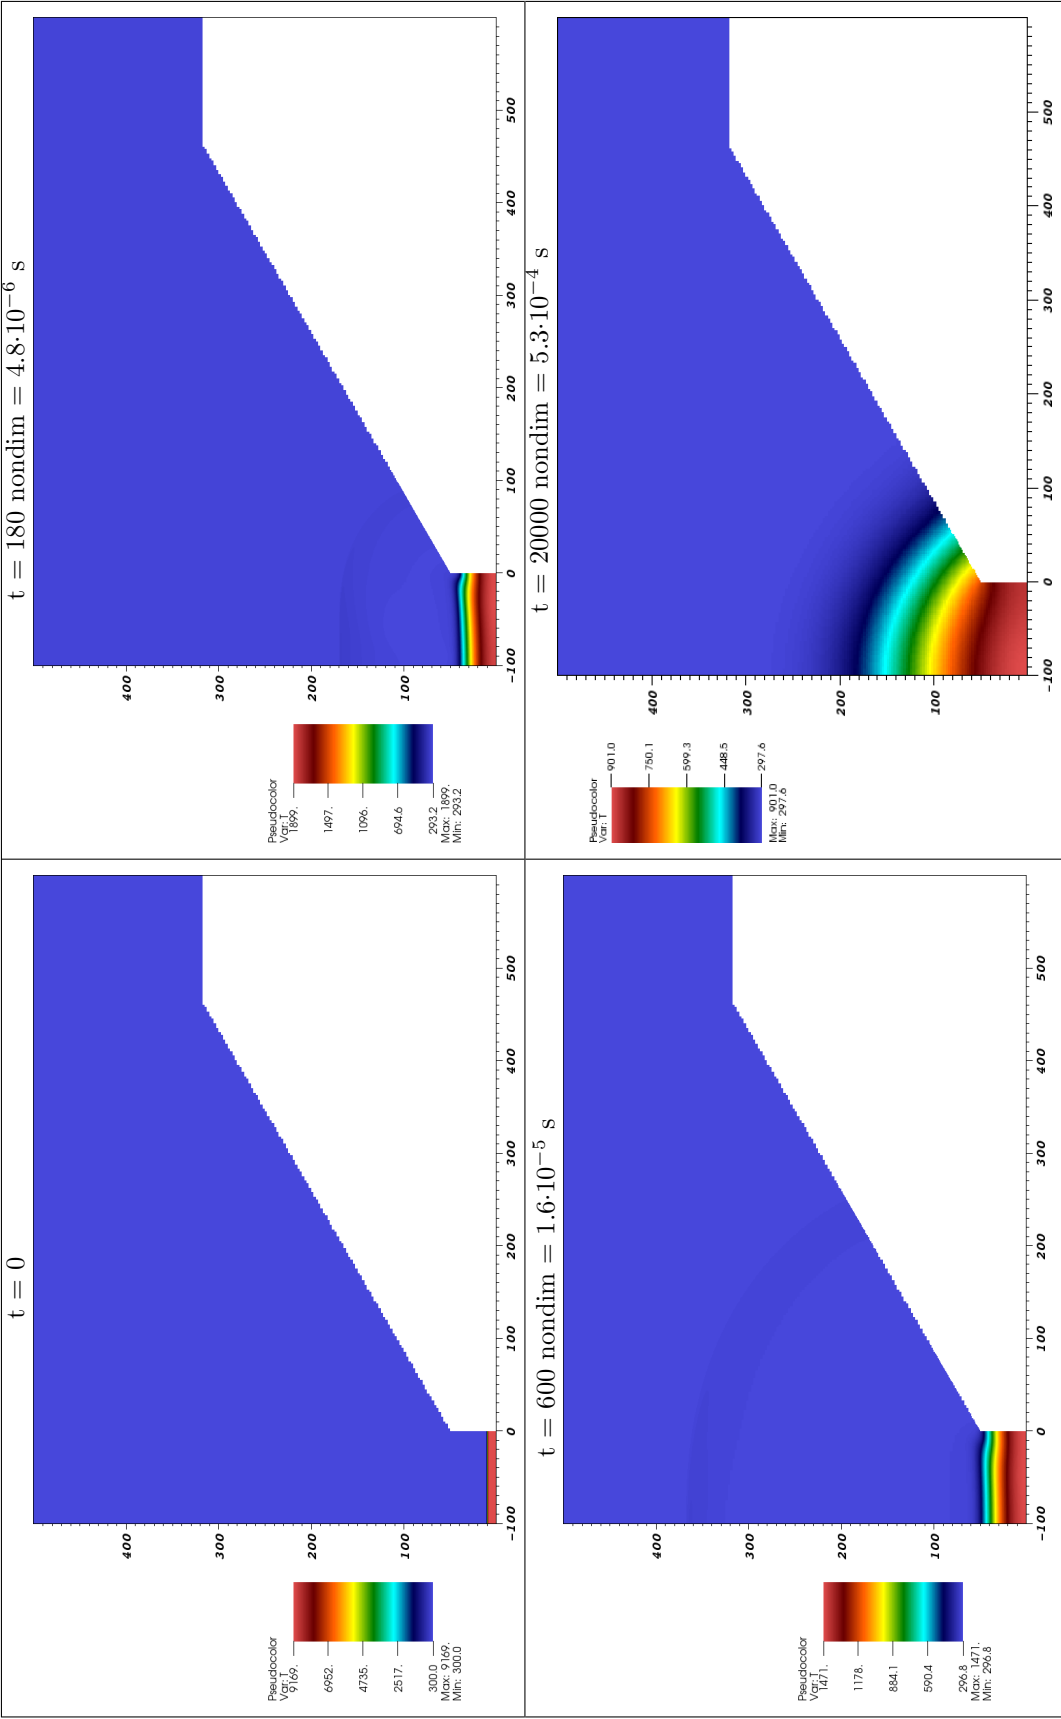 t = 0
Pseudocolor
Var: T
9169.
6952.
4735.
2517.
300.0
Max: 9169.
Min: 300.0
400
300
200
100
-100 0 100 200 300 400 500
t = 180 nondim = 4.8·10⁻⁶ s
Pseudocolor
Var: T
1899.
1497.
1096.
694.6
293.2
Max: 1899.
Min: 293.2
400
300
200
100
-100 0 100 200 300 400 500
t = 600 nondim = 1.6·10⁻⁵ s
Pseudocolor
Var: T
1471.
1178.
884.1
590.4
296.8
Max: 1471.
Min: 296.8
400
300
200
100
-100 0 100 200 300 400 500
t = 20000 nondim = 5.3·10⁻⁴ s
Pseudocolor
Var: T
901.0
750.1
599.3
448.5
297.6
Max: 901.0
Min: 297.6
400
300
200
100
-100 0 100 200 300 400 500